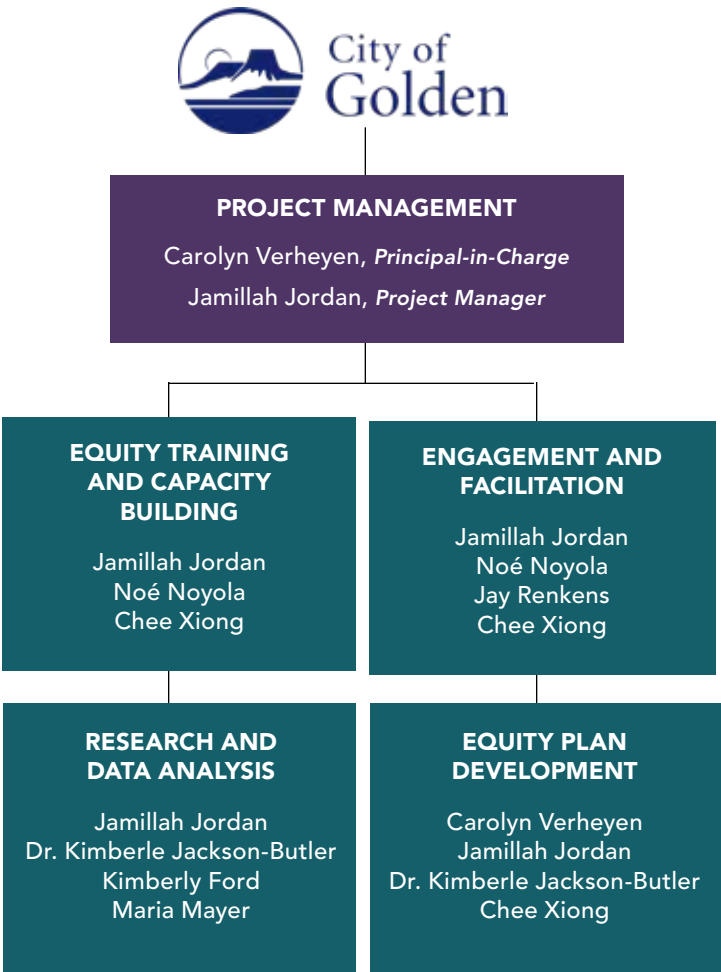 City of
Golden
PROJECT MANAGEMENT
Carolyn Verheyen, Principal-in-Charge
Jamillah Jordan, Project Manager
EQUITY TRAINING
AND CAPACITY
BUILDING
Jamillah Jordan
Noé Noyola
Chee Xiong
ENGAGEMENT AND
FACILITATION
Jamillah Jordan
Noé Noyola
Jay Renkens
Chee Xiong
RESEARCH AND
DATA ANALYSIS
Jamillah Jordan
Dr. Kimberle Jackson-Butler
Kimberly Ford
Maria Mayer
EQUITY PLAN
DEVELOPMENT
Carolyn Verheyen
Jamillah Jordan
Dr. Kimberle Jackson-Butler
Chee Xiong